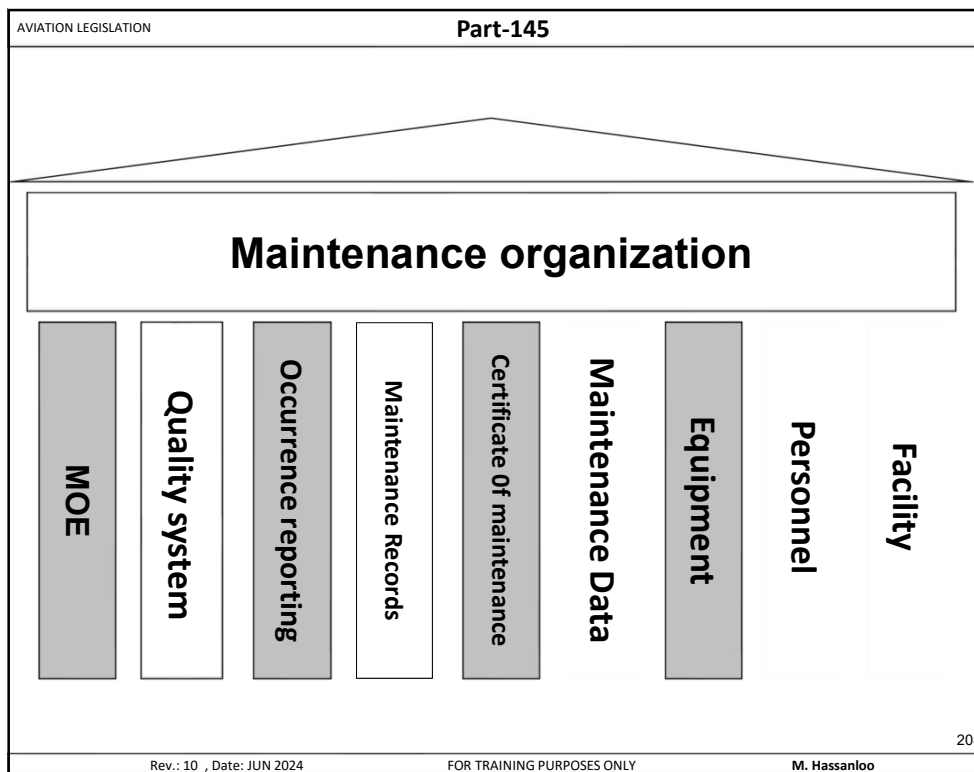 AVIATION LEGISLATION
Part-145
Maintenance organization
MOE
Quality system
Occurrence reporting
Maintenance Records
Certificate 0f maintenance
Maintenance Data
Equipment
Personnel
Facility
20
Rev.: 10 , Date: JUN 2024
FOR TRAINING PURPOSES ONLY
M. Hassanloo